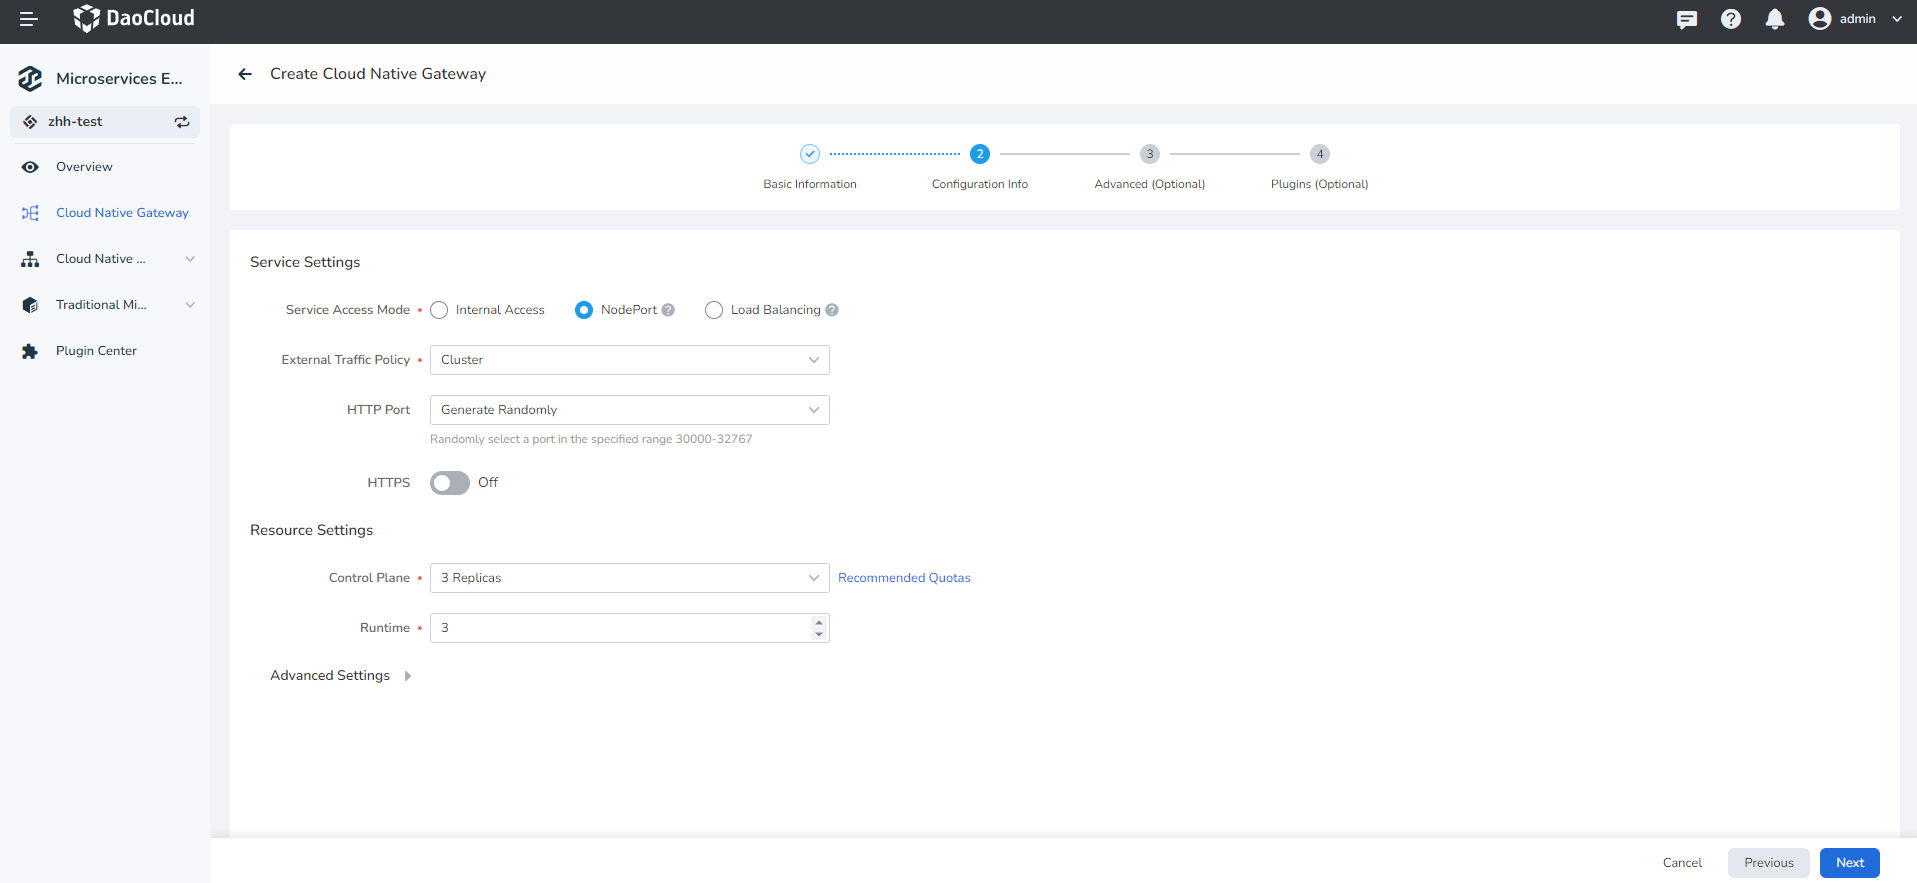 DaoCloud
admin
Microservices E...
Create Cloud Native Gateway
zhh-test
Overview
Cloud Native Gateway
Cloud Native ...
Traditional Mi...
Plugin Center
2
3
4
Basic Information
Configuration Info
Advanced (Optional)
Plugins (Optional)
Service Settings
Service Access Mode * Internal Access NodePort ? Load Balancing ?
External Traffic Policy * Cluster
HTTP Port Generate Randomly
Randomly select a port in the specified range 30000-32767
HTTPS Off
Resource Settings
Control Plane * 3 Replicas Recommended Quotas
Runtime * 3
Advanced Settings
Cancel Previous Next